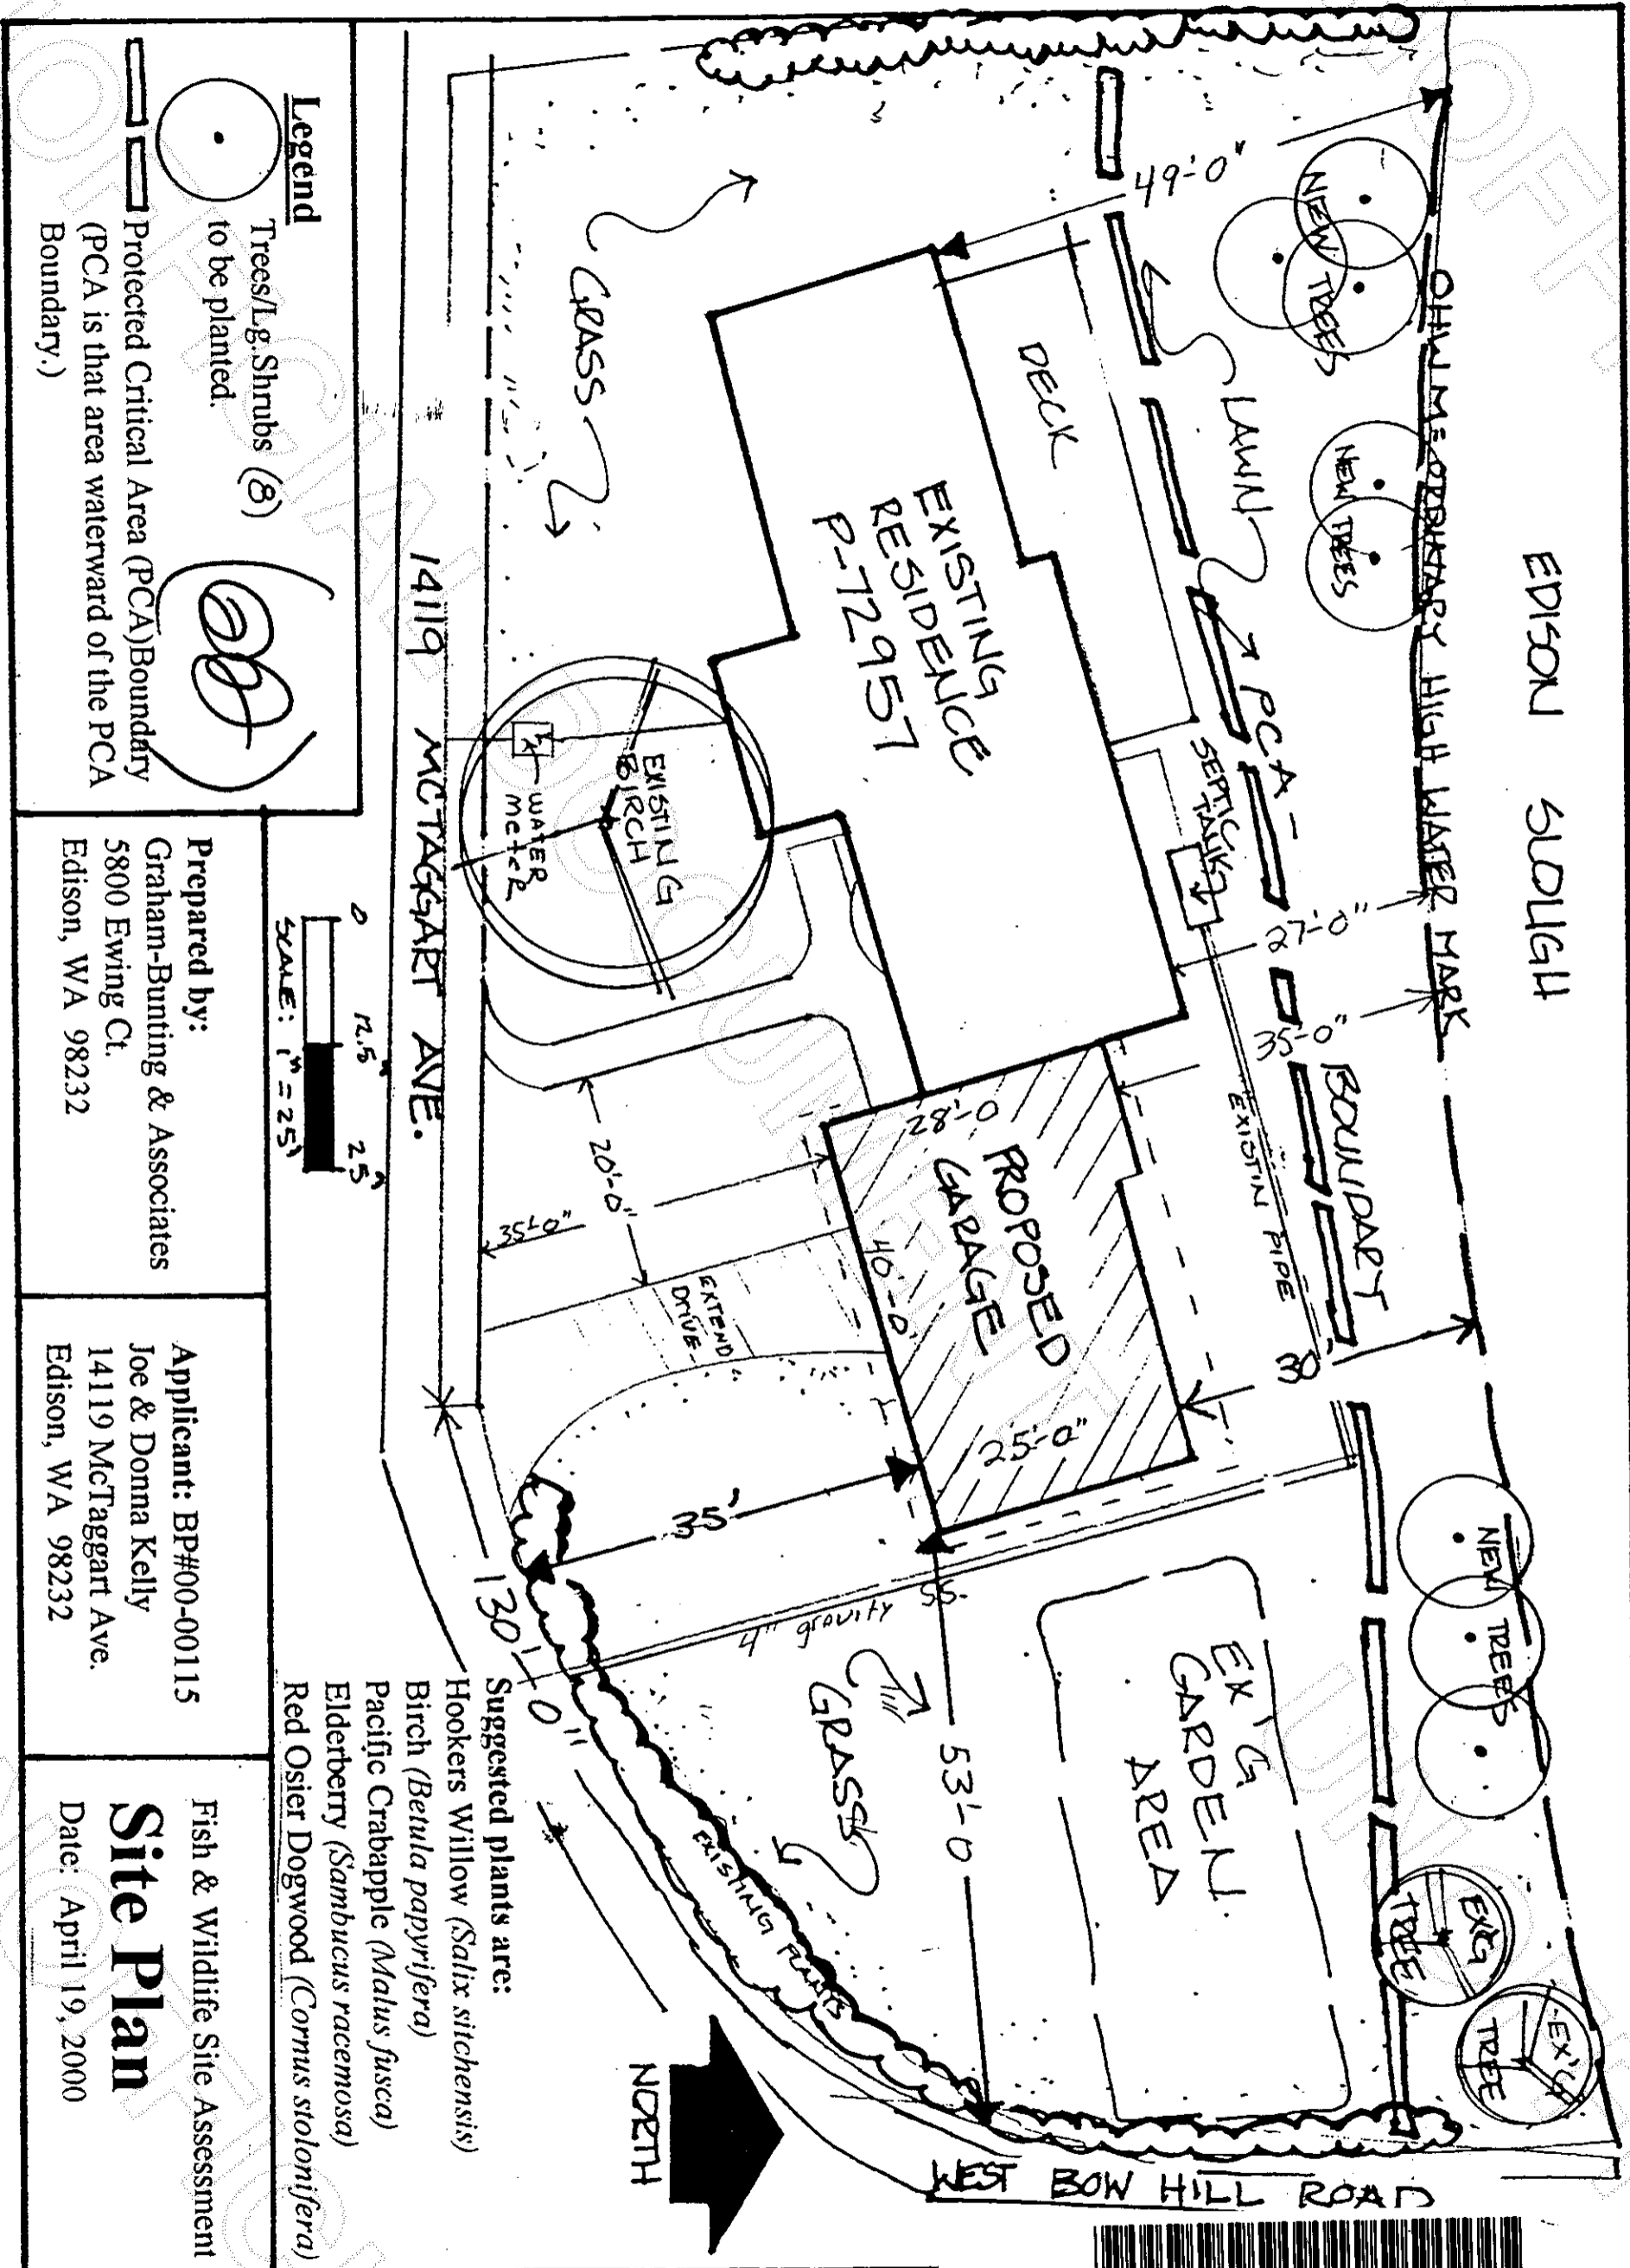 EDISON SLOUGH
OHWM=ORDINARY HIGH WATER MARK
49'-0"
NEW TREES
NEW TREES
LAWN
PCA - BOUNDARY
27'-0"
35'-0"
30'
NEW TREES
EX'G
TREE
EX'G
TREE
DECK
SEPTIC
TANK
EXISTIN PIPE
EXISTING
RESIDENCE
P-72957
28'-0
PROPOSED
GARAGE
40'-0"
25'-0"
EX'G
GARDEN
AREA
GRASS
EXISTING
BIRCH
WATER
METER
20'-0"
35'-0"
EXTEND
DRIVE
35'
55
4" gravity
53'-0
GRASS
EXISTING PLANTS
130'-0"
14119 MCTAGGART AVE.
WEST BOW HILL ROAD
NORTH
0 12.5' 25'
SCALE: 1" = 25'
Suggested plants are:
Hookers Willow (Salix sitchensis)
Birch (Betula papyrifera)
Pacific Crabapple (Malus fusca)
Elderberry (Sambucus racemosa)
Red Osier Dogwood (Cornus stolonifera)
Legend
Trees/Lg.Shrubs (8)
to be planted.
Protected Critical Area (PCA)Boundary
(PCA is that area waterward of the PCA
Boundary.)
Prepared by:
Graham-Bunting & Associates
5800 Ewing Ct.
Edison, WA 98232
Applicant: BP#00-00115
Joe & Donna Kelly
14119 McTaggart Ave.
Edison, WA 98232
Fish & Wildlife Site Assessment
Site Plan
Date: April 19, 2000
UNOFFICIAL DOCUMENT